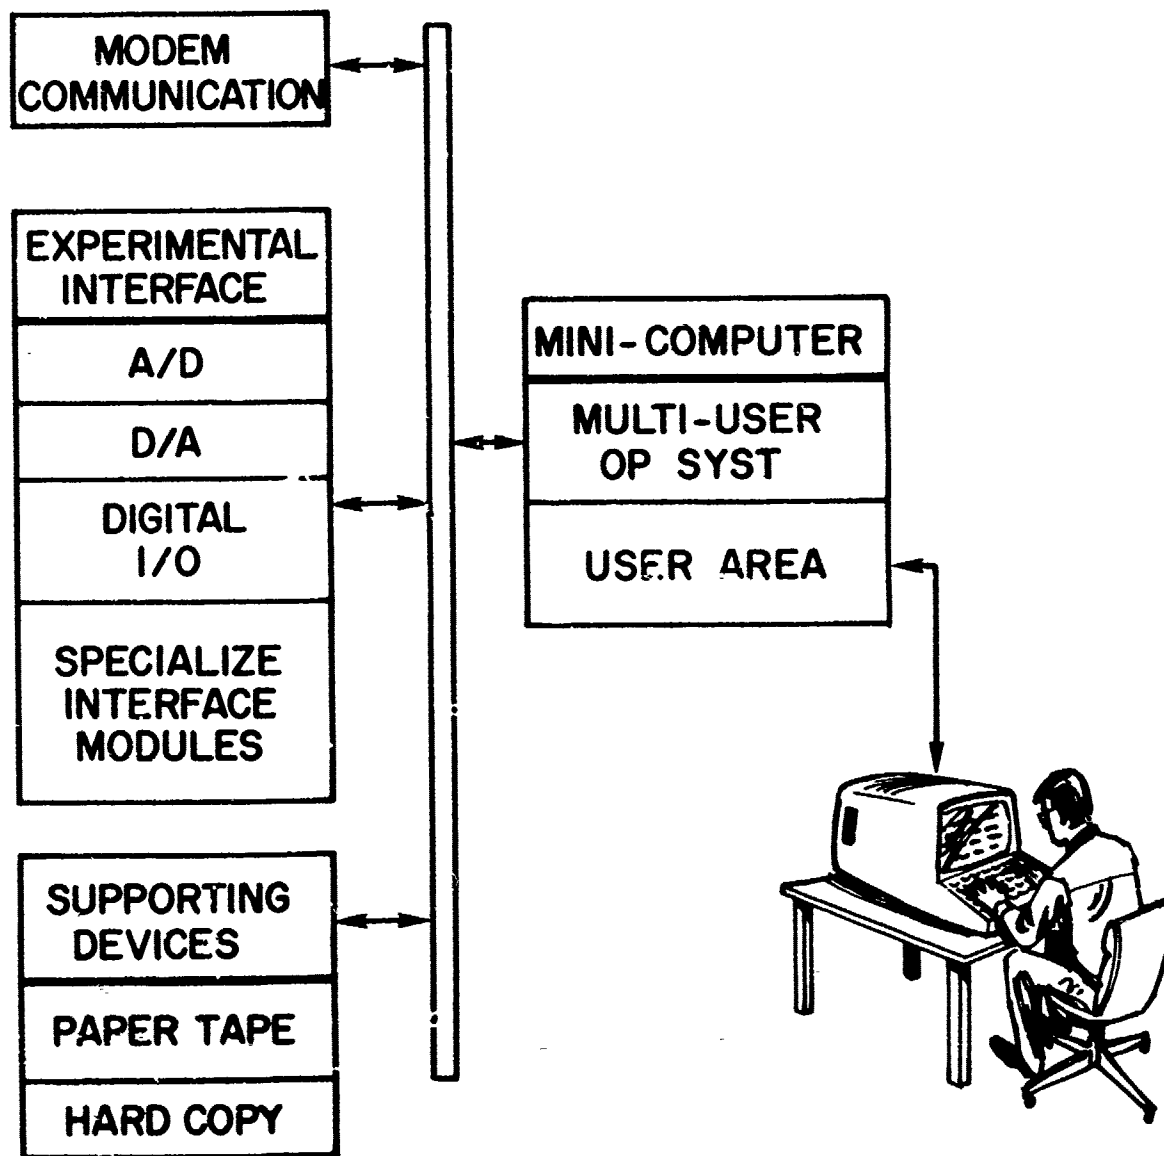 MODEM
COMMUNICATION
EXPERIMENTAL
INTERFACE
A/D
D/A
DIGITAL
I/O
SPECIALIZE
INTERFACE
MODULES
SUPPORTING
DEVICES
PAPER TAPE
HARD COPY
MINI-COMPUTER
MULTI-USER
OP SYST
USER AREA